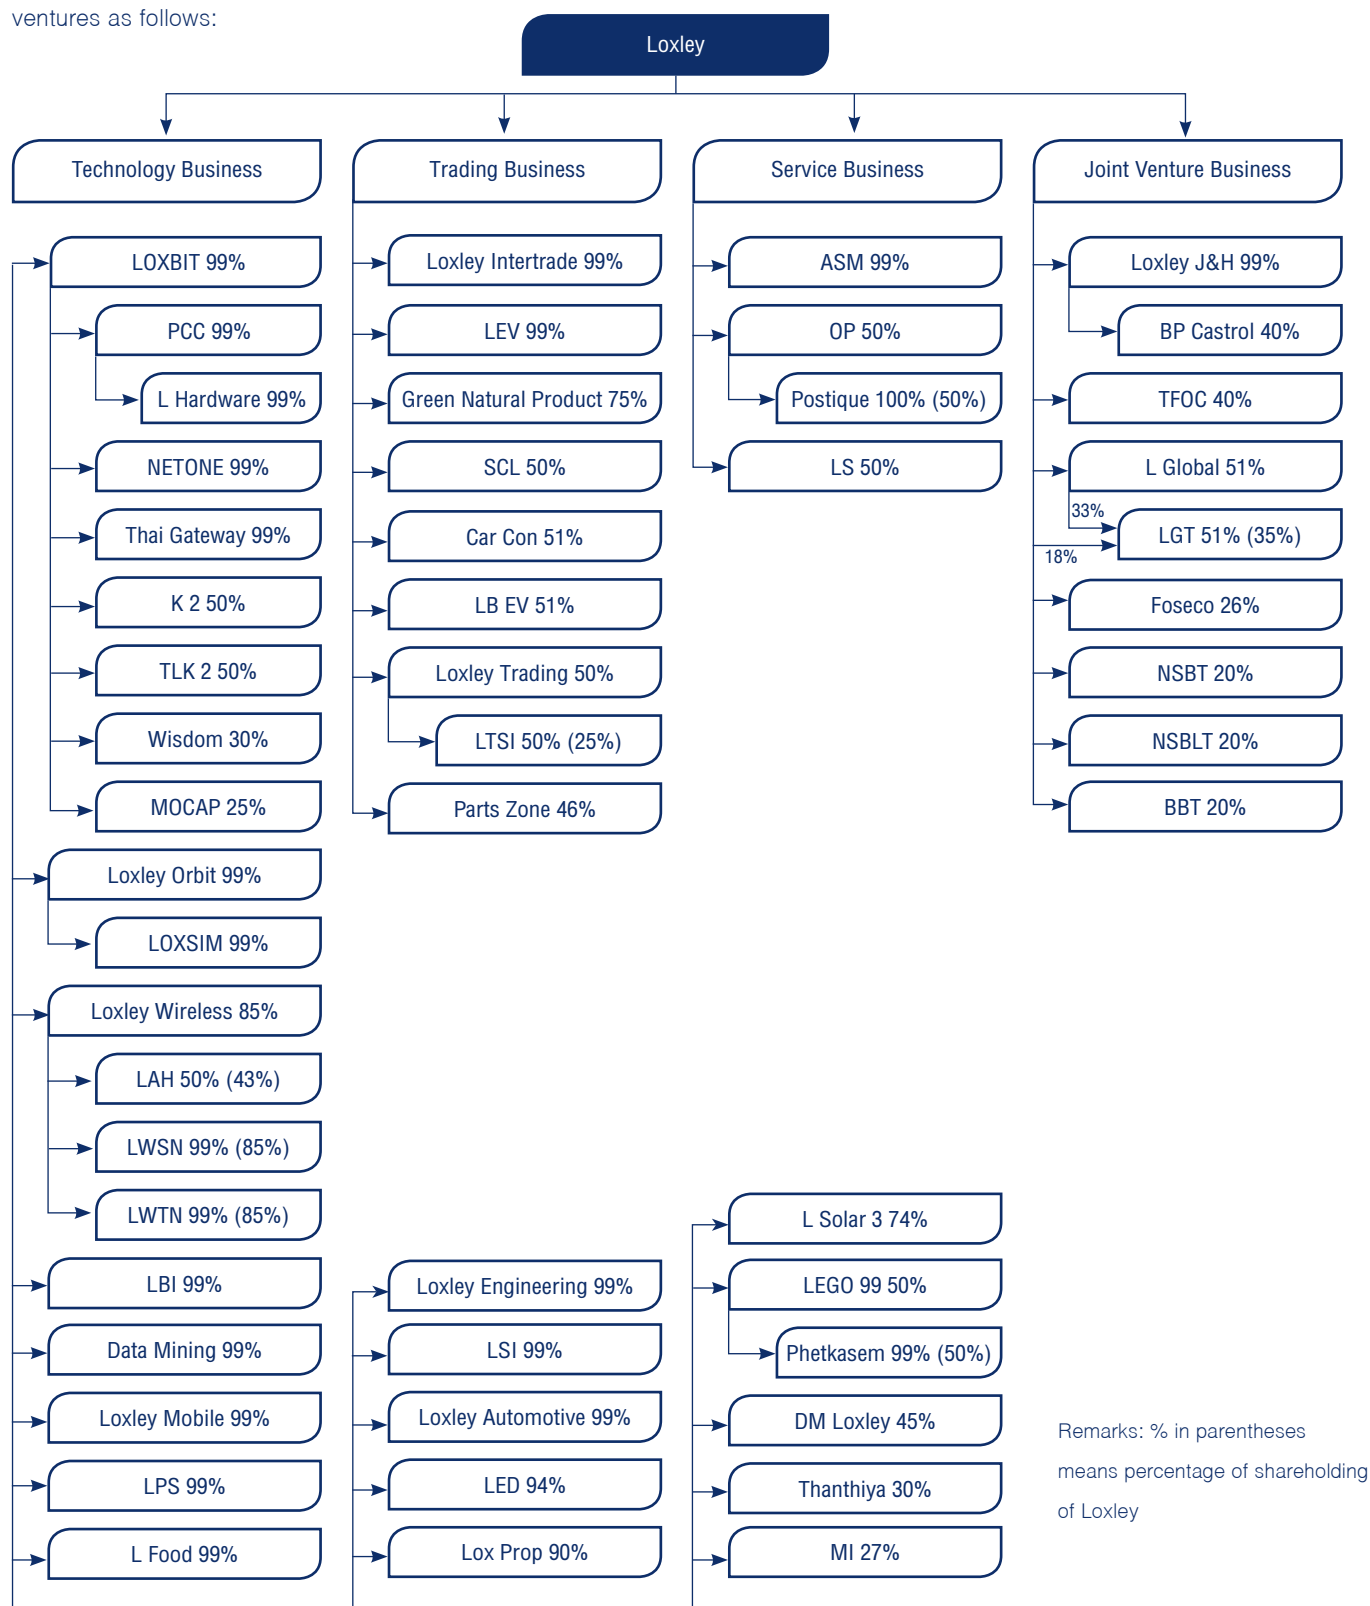 ventures as follows:
Loxley
Technology Business
LOXBIT 99%
PCC 99%
L Hardware 99%
NETONE 99%
Thai Gateway 99%
K 2 50%
TLK 2 50%
Wisdom 30%
MOCAP 25%
Loxley Orbit 99%
LOXSIM 99%
Loxley Wireless 85%
LAH 50% (43%)
LWSN 99% (85%)
LWTN 99% (85%)
LBI 99%
Data Mining 99%
Loxley Mobile 99%
LPS 99%
L Food 99%
Trading Business
Loxley Intertrade 99%
LEV 99%
Green Natural Product 75%
SCL 50%
Car Con 51%
LB EV 51%
Loxley Trading 50%
LTSI 50% (25%)
Parts Zone 46%
Loxley Engineering 99%
LSI 99%
Loxley Automotive 99%
LED 94%
Lox Prop 90%
Service Business
ASM 99%
OP 50%
Postique 100% (50%)
LS 50%
L Solar 3 74%
LEGO 99 50%
Phetkasem 99% (50%)
DM Loxley 45%
Thanthiya 30%
MI 27%
Joint Venture Business
Loxley J&H 99%
BP Castrol 40%
TFOC 40%
L Global 51%
33%
LGT 51% (35%)
18%
Foseco 26%
NSBT 20%
NSBLT 20%
BBT 20%
Remarks: % in parentheses
means percentage of shareholding
of Loxley